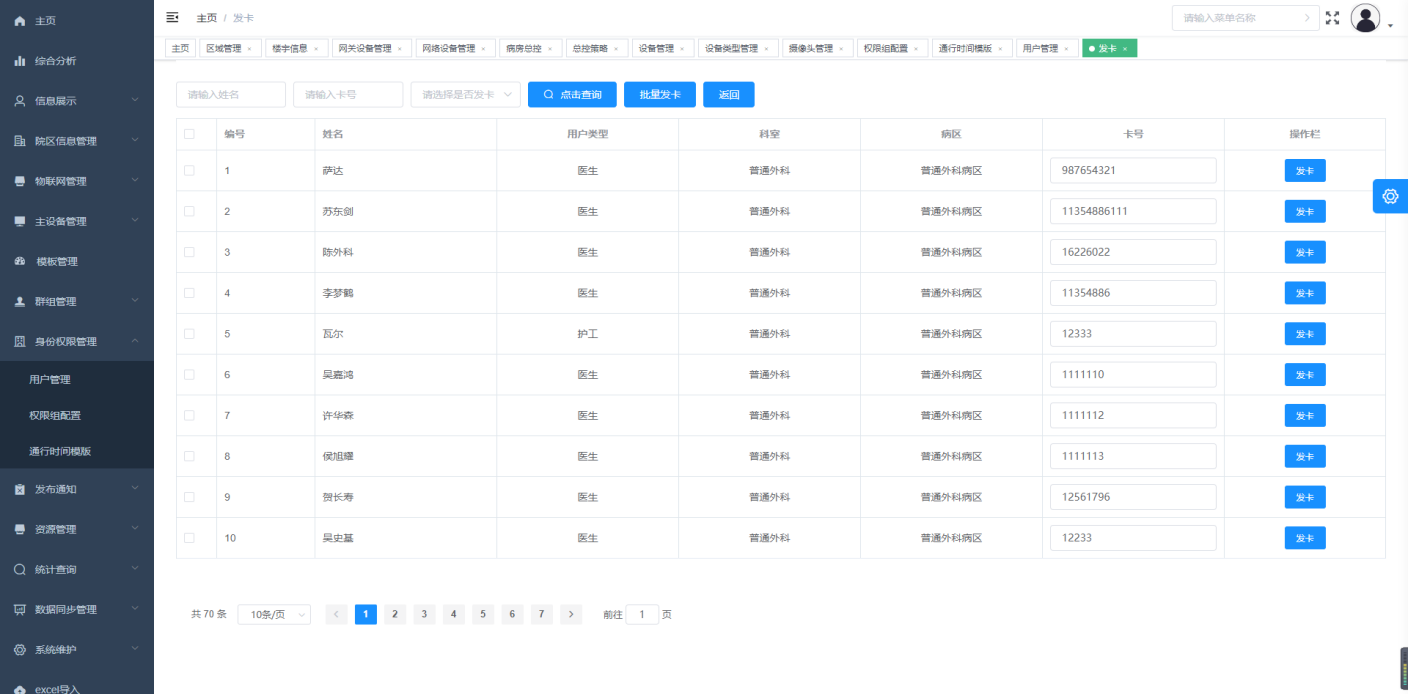 主页
综合分析
信息展示
院区信息管理
物联网管理
主设备管理
模板管理
群组管理
身份权限管理
用户管理
权限组配置
通行时间模版
发布通知
资源管理
统计查询
数据同步管理
系统维护
excel导入
主页 / 发卡
请输入菜单名称
主页 区域管理 × 楼宇信息 × 网关设备管理 × 网络设备管理 × 病房总控 × 总控策略 × 设备管理 × 设备类型管理 × 摄像头管理 × 权限组配置 × 通行时间模版 × 用户管理 × 发卡 ×
请输入姓名 请输入卡号 请选择是否发卡 点击查询 批量发卡 返回
编号 姓名 用户类型 科室 病区 卡号 操作栏
1 萨达 医生 普通外科 普通外科病区 987654321 发卡
2 苏东剑 医生 普通外科 普通外科病区 11354886111 发卡
3 陈外科 医生 普通外科 普通外科病区 16226022 发卡
4 李梦鹤 医生 普通外科 普通外科病区 11354886 发卡
5 瓦尔 护工 普通外科 普通外科病区 12333 发卡
6 吴嘉鸿 医生 普通外科 普通外科病区 1111110 发卡
7 许华森 医生 普通外科 普通外科病区 1111112 发卡
8 侯旭耀 医生 普通外科 普通外科病区 1111113 发卡
9 贺长寿 医生 普通外科 普通外科病区 12561796 发卡
10 吴史基 医生 普通外科 普通外科病区 12233 发卡
共 70 条 10条/页 1 2 3 4 5 6 7 前往 1 页